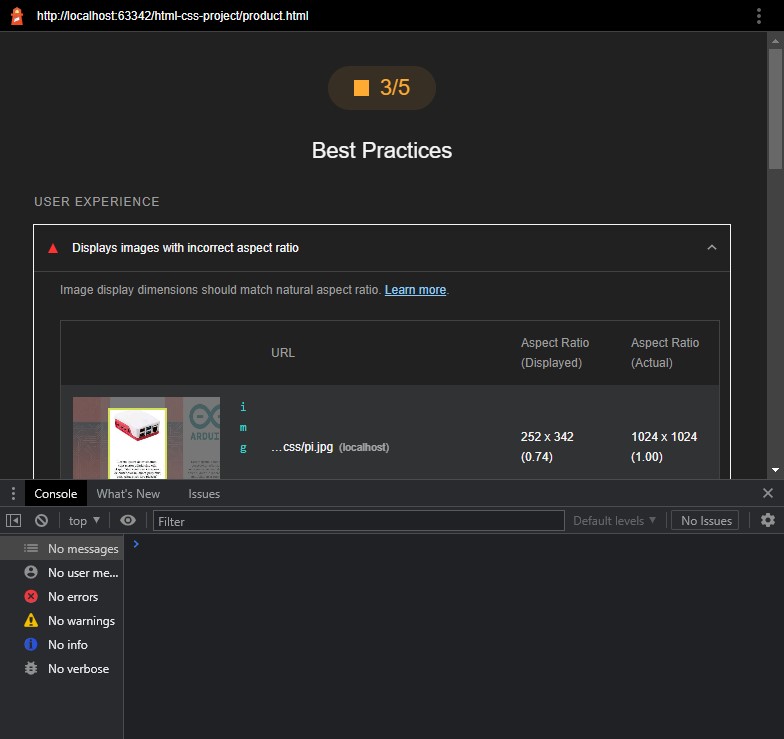 http://localhost:63342/html-css-project/product.html
3/5
Best Practices
USER EXPERIENCE
Displays images with incorrect aspect ratio
Image display dimensions should match natural aspect ratio. Learn more.
URL
Aspect Ratio
(Displayed)
Aspect Ratio
(Actual)
ARDUI
i
m
g
…css/pi.jpg (localhost)
252 x 342
(0.74)
1024 x 1024
(1.00)
Console What's New Issues
top Filter Default levels No Issues
No messages
No user me...
No errors
No warnings
No info
No verbose